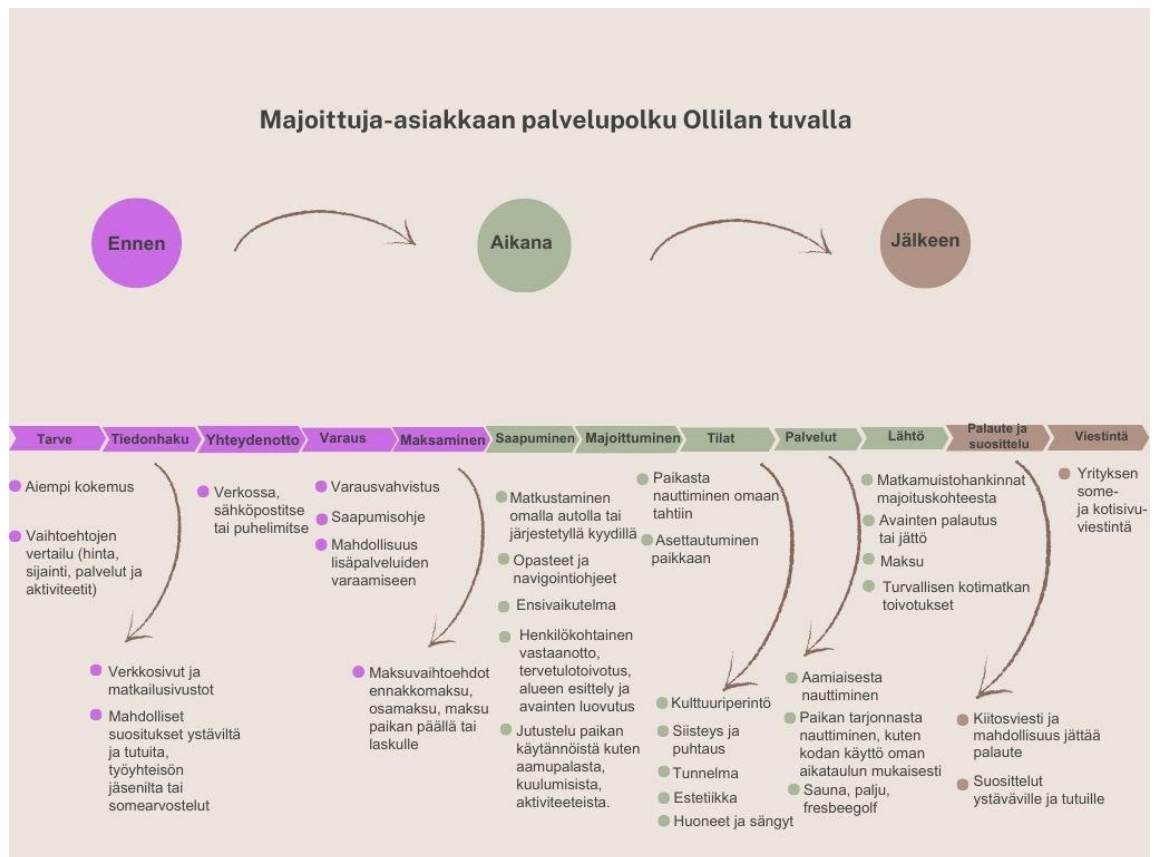 Majoittuja-asiakkaan palvelupolku Ollilan tuvalla
Ennen
Aikana
Jälkeen
Tarve
Tiedonhaku
Yhteydenotto
Varaus
Maksaminen
Saapuminen
Majoittuminen
Tilat
Palvelut
Lähtö
Palaute ja
suosittelu
Viestintä
Aiempi kokemus
Vaihtoehtojen
vertailu (hinta,
sijainti, palvelut ja
aktiviteetit)
Verkkosivut ja
matkailusivustot
Mahdolliset
suositukset ystäviltä
ja tutuita,
työyhteisön
jäsenilta tai
somearvostelut
Verkossa,
sähköpostitse
tai puhelimitse
Varausvahvistus
Saapumisohje
Mahdollisuus
lisäpalveluiden
varaamiseen
Maksuvaihtoehdot
ennakkomaksu,
osamaksu, maksu
paikan päällä tai
laskulle
Matkustaminen
omalla autolla tai
järjestetyllä kyydillä
Opasteet ja
navigointiohjeet
Ensivaikutelma
Henkilökohtainen
vastaanotto,
tervetulotoivotus,
alueen esittely ja
avainten luovutus
Jutustelu paikan
käytännöistä kuten
aamupalasta,
kuulumisista,
aktiviteeteista.
Paikasta
nauttiminen omaan
tahtiin
Asettautuminen
paikkaan
Kulttuuriperintö
Siisteys ja
puhtaus
Tunnelma
Estetiikka
Huoneet ja sängyt
Aamiaisesta
nauttiminen
Paikan tarjonnasta
nauttiminen, kuten
kodan käyttö oman
aikataulun mukaisesti
Sauna, palju,
fresbeegolf
Matkamuistohankinnat
majoituskohteesta
Avainten palautus
tai jättö
Maksu
Turvallisen kotimatkan
toivotukset
Kiitosviesti ja
mahdollisuus jättää
palaute
Suosittelut
ystäväville ja tutuille
Yrityksen
some-
ja kotisivu-
viestintä